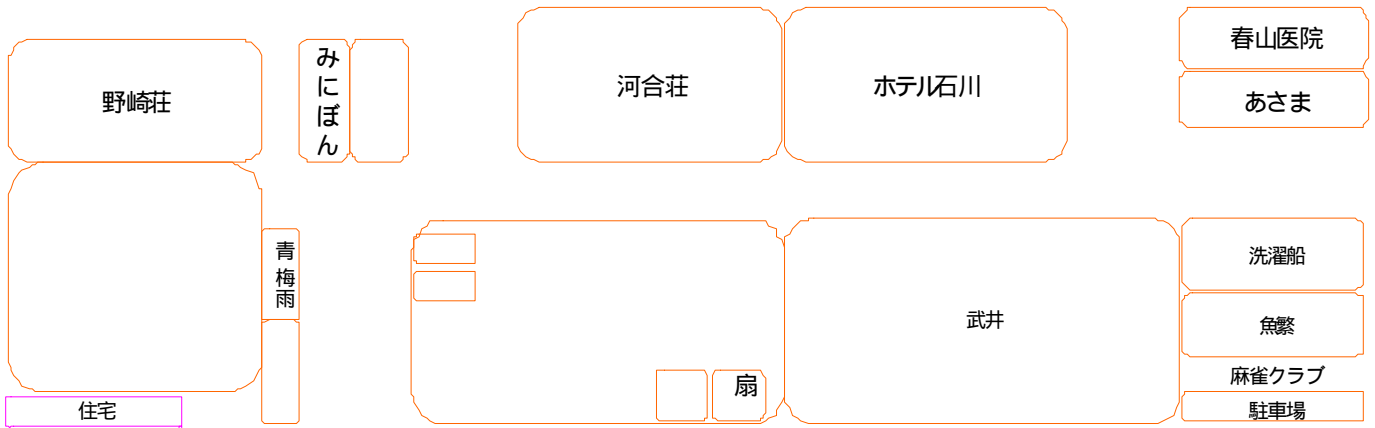 春山医院
野崎荘
みにぼん
河合荘
ホテル石川
あさま
青梅雨
洗濯船
武井
魚繁
麻雀クラブ
扇
住宅
駐車場